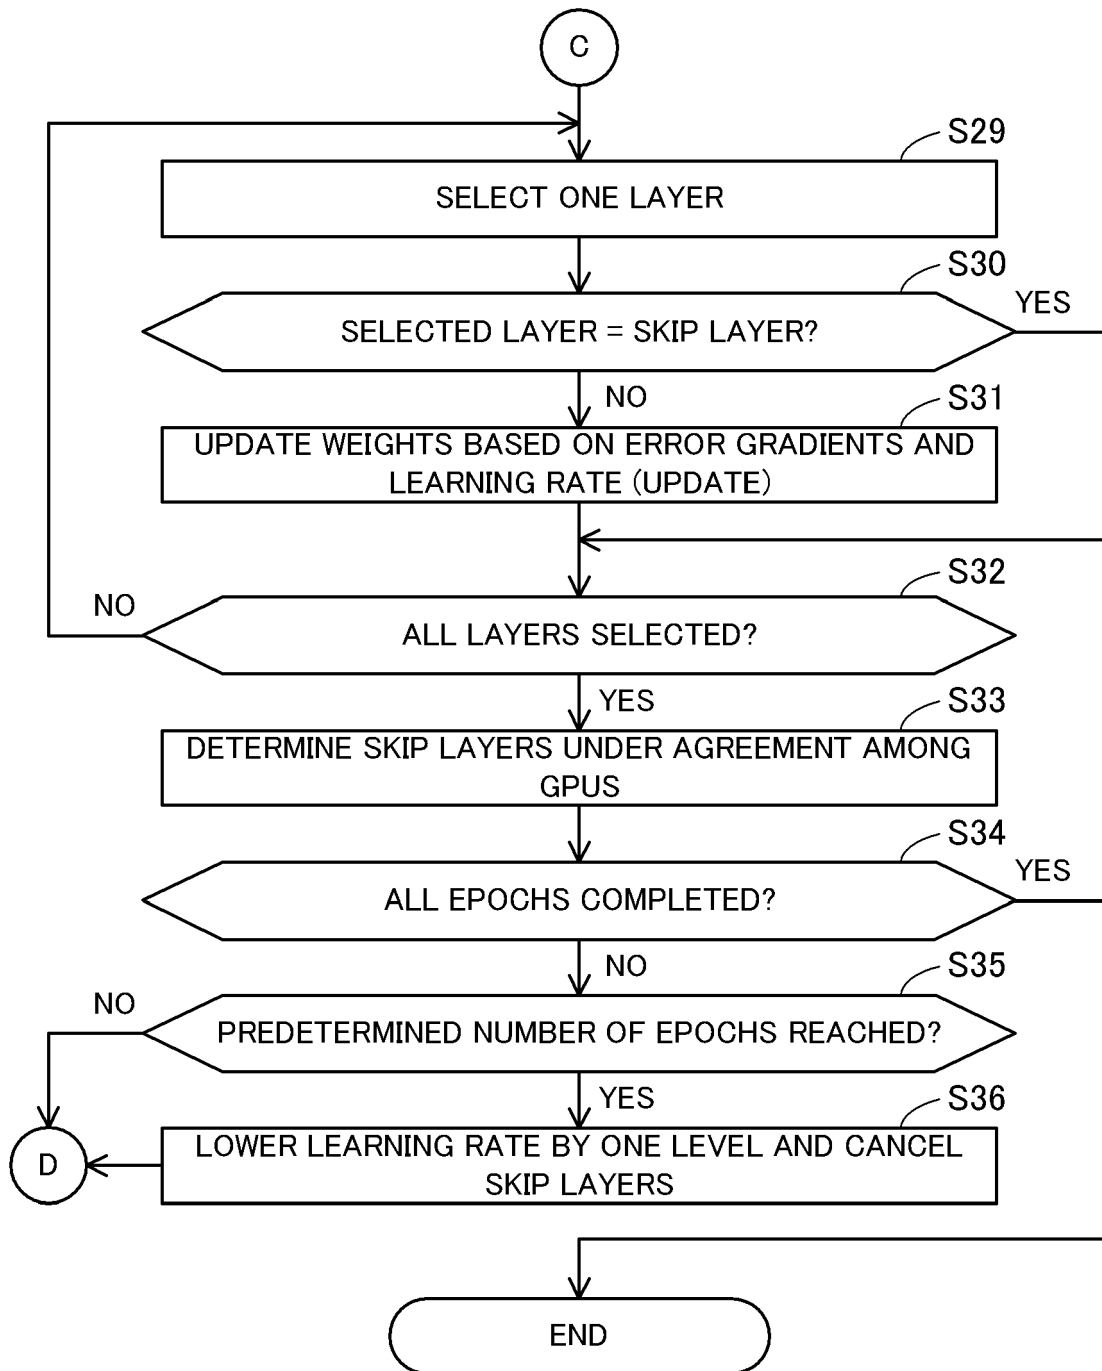 C
S29
SELECT ONE LAYER
S30
YES
SELECTED LAYER = SKIP LAYER?
NO
S31
UPDATE WEIGHTS BASED ON ERROR GRADIENTS AND
LEARNING RATE (UPDATE)
S32
NO
ALL LAYERS SELECTED?
YES
S33
DETERMINE SKIP LAYERS UNDER AGREEMENT AMONG
GPUS
S34
YES
ALL EPOCHS COMPLETED?
NO
S35
NO
PREDETERMINED NUMBER OF EPOCHS REACHED?
YES
S36
D
LOWER LEARNING RATE BY ONE LEVEL AND CANCEL
SKIP LAYERS
END